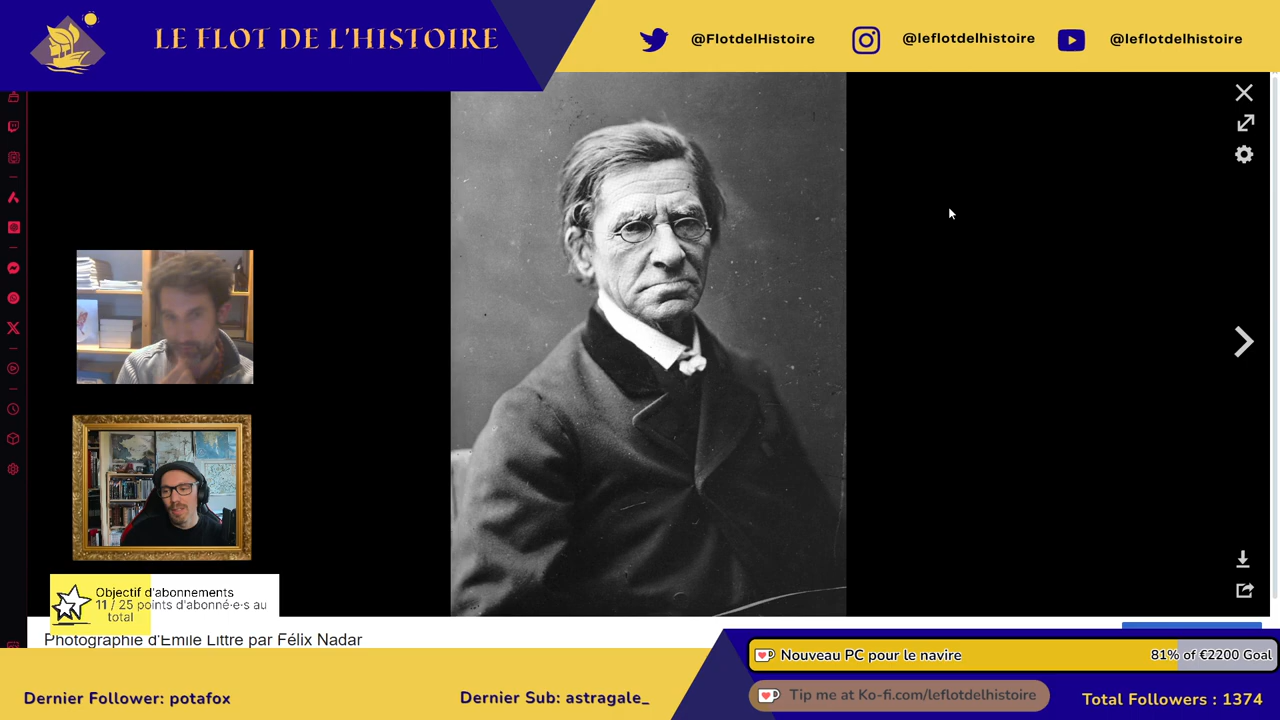 LE FLOT DE L'HISTOIRE
@FlotdelHistoire
@leflotdelhistoire
@leflotdelhistoire
Objectif d'abonnements
11 / 25 points d'abonné·e·s au
total
Photographie d'Émile Littré par Félix Nadar
Nouveau PC pour le navire
81% of €2200 Goal
Tip me at Ko-fi.com/leflotdelhistoire
Dernier Follower: potafox
Dernier Sub: astragale_
Total Followers : 1374